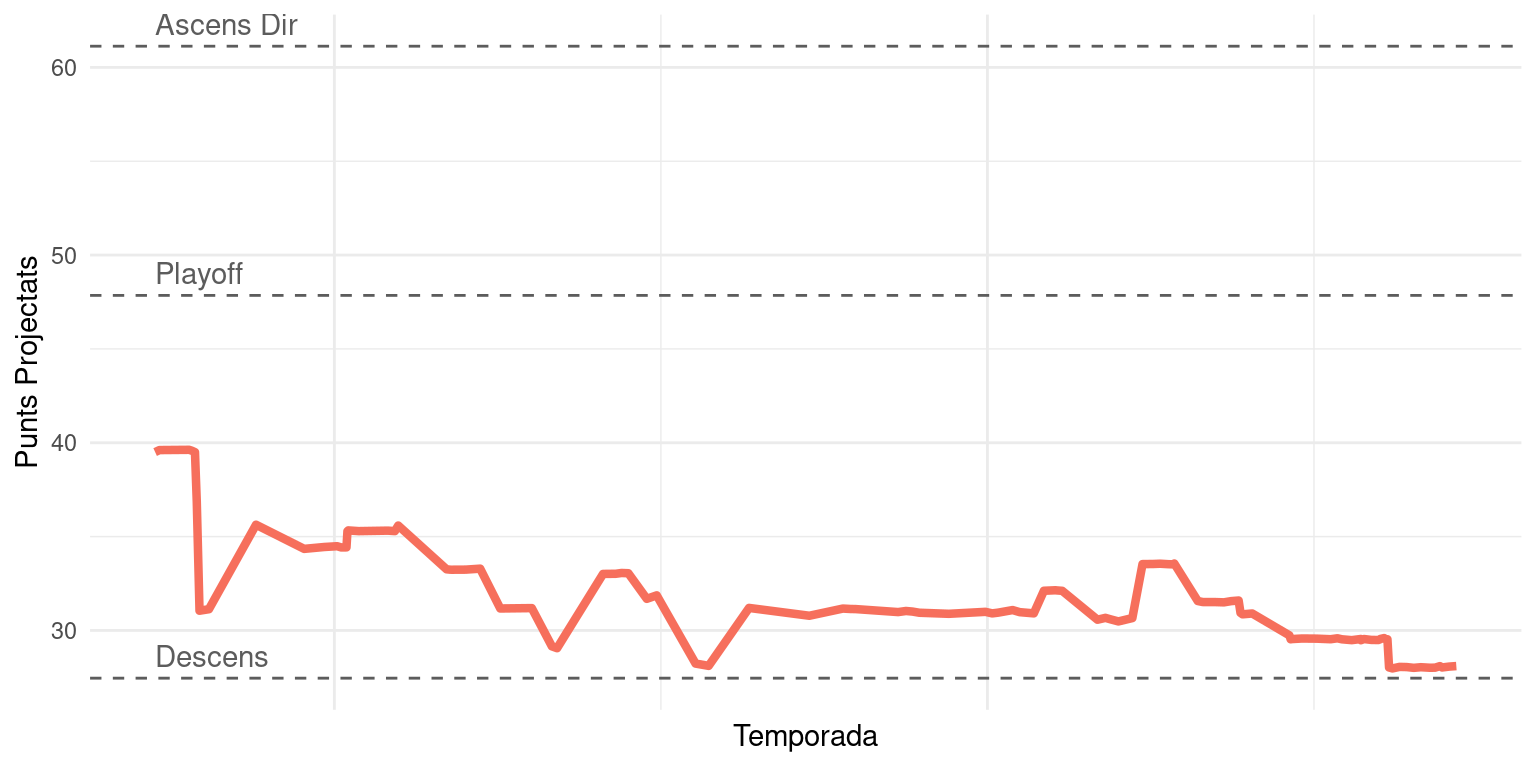 Ascens Dir
60
50
Playoff
40
30
Descens
Punts Projectats
Temporada